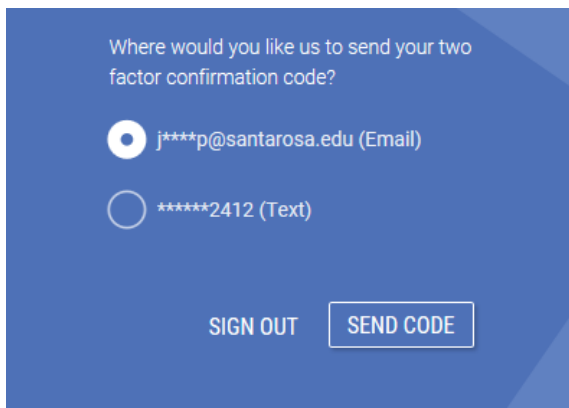 Where would you like us to send your two
factor confirmation code?
j****p@santarosa.edu (Email)
******2412 (Text)
SIGN OUT SEND CODE